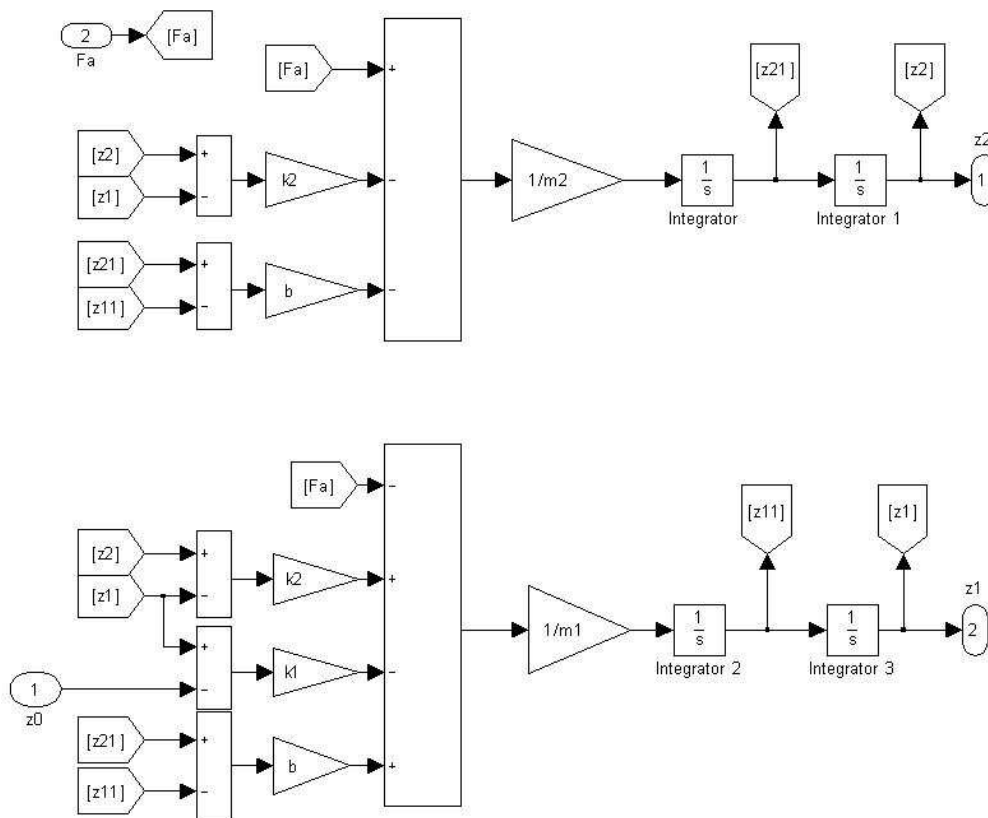 2
[Fa]
Fa
[Fa]
+
[z21]
[z2]
[z2]
+
[z1]
−
k2
−
1/m2
1
s
Integrator
1
s
Integrator 1
z2
1
[z21]
+
[z11]
−
b
−
[Fa]
−
[z11]
[z1]
[z2]
+
[z1]
−
k2
+
1/m1
1
s
Integrator 2
1
s
Integrator 3
z1
2
+
−
k1
−
1
z0
[z21]
+
[z11]
−
b
+